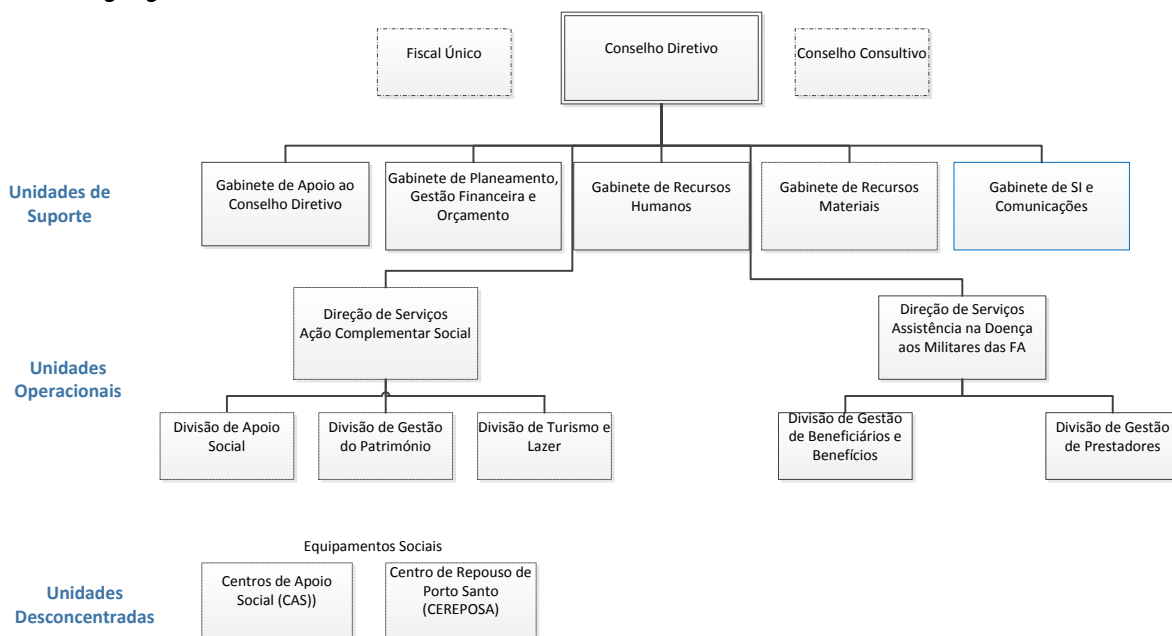 Fiscal Único
Conselho Diretivo
Conselho Consultivo
Unidades de
Suporte
Gabinete de Apoio ao
Conselho Diretivo
Gabinete de Planeamento,
Gestão Financeira e
Orçamento
Gabinete de Recursos
Humanos
Gabinete de Recursos
Materiais
Gabinete de SI e
Comunicações
Unidades
Operacionais
Direção de Serviços
Ação Complementar Social
Direção de Serviços
Assistência na Doença
aos Militares das FA
Divisão de Apoio
Social
Divisão de Gestão
do Património
Divisão de Turismo e
Lazer
Divisão de Gestão
de Beneficiários e
Benefícios
Divisão de Gestão
de Prestadores
Equipamentos Sociais
Unidades
Desconcentradas
Centros de Apoio
Social (CAS))
Centro de Repouso de
Porto Santo
(CEREPOSA)